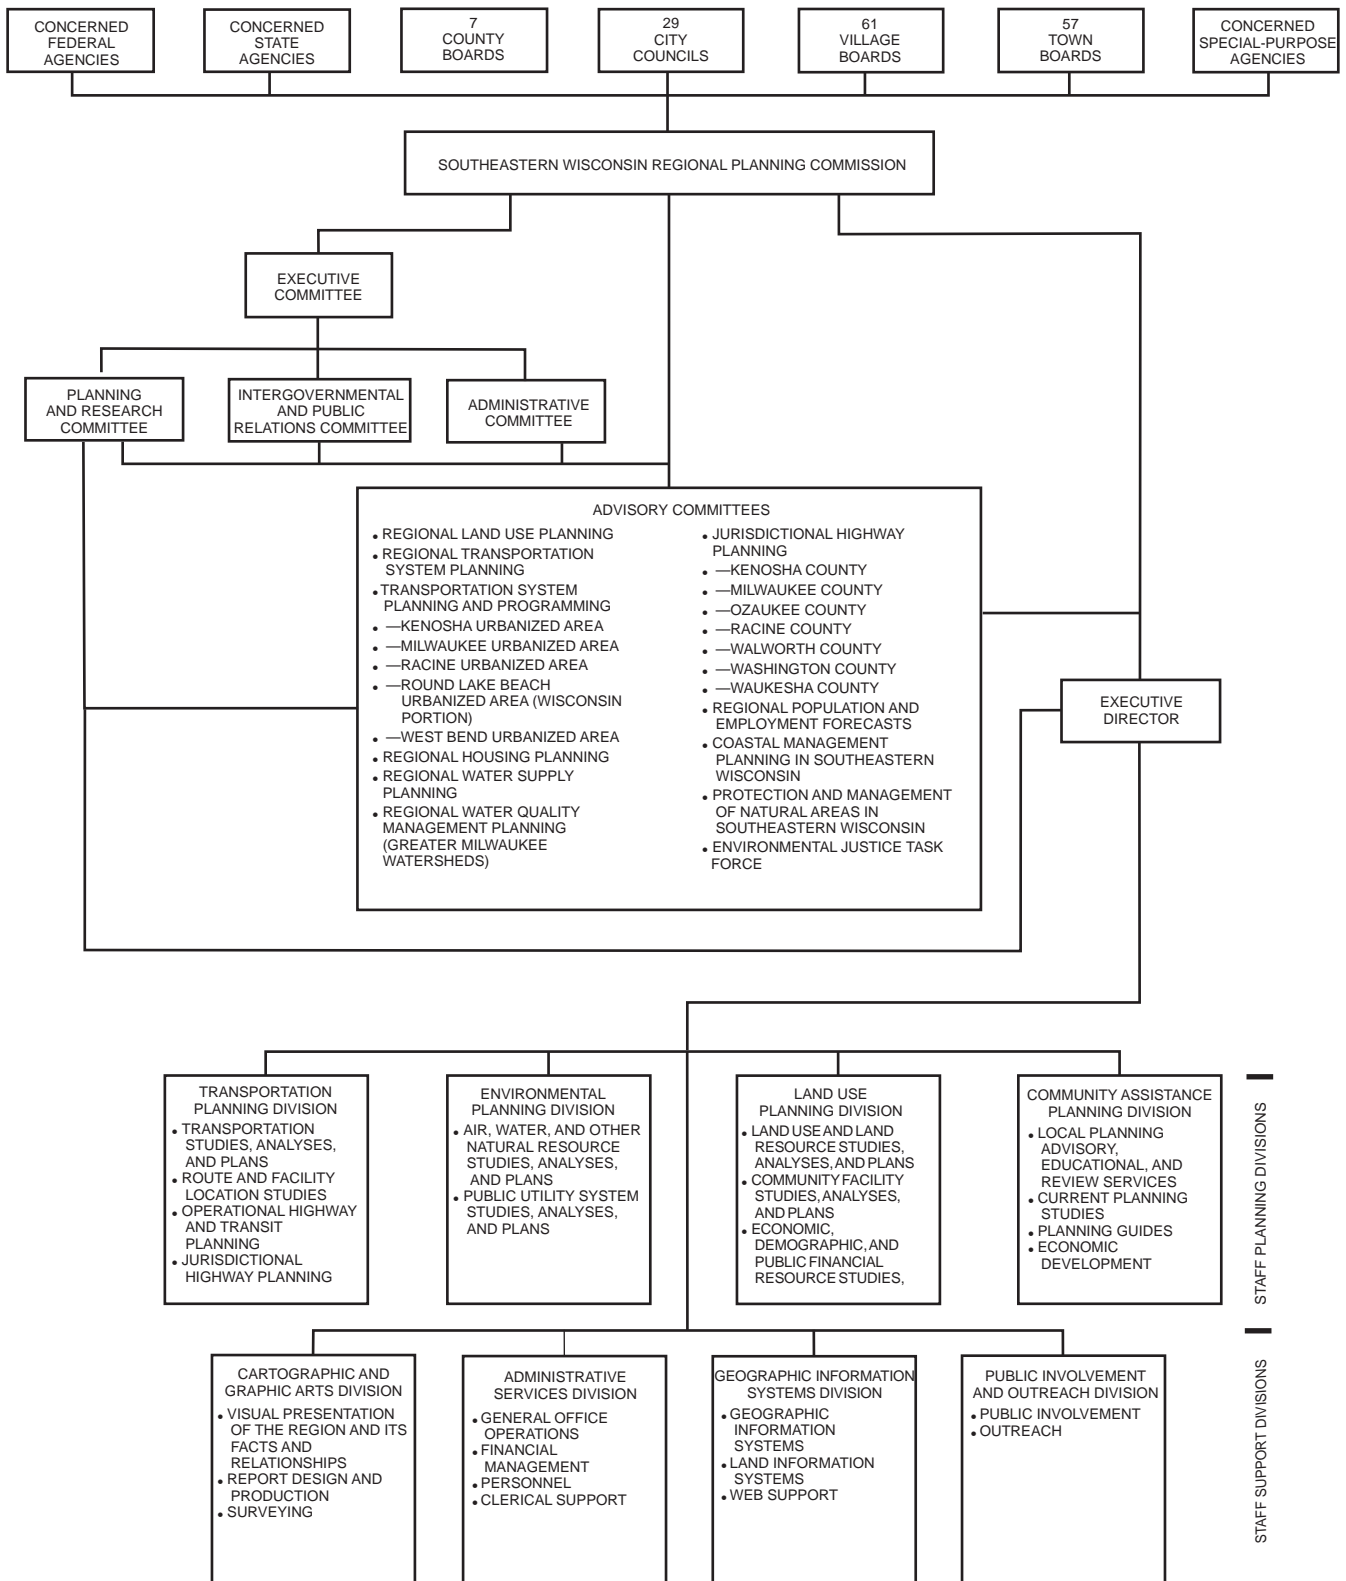 CONCERNED
FEDERAL
AGENCIES
CONCERNED
STATE
AGENCIES
7
COUNTY
BOARDS
29
CITY
COUNCILS
61
VILLAGE
BOARDS
57
TOWN
BOARDS
CONCERNED
SPECIAL-PURPOSE
AGENCIES
SOUTHEASTERN WISCONSIN REGIONAL PLANNING COMMISSION
EXECUTIVE
COMMITTEE
PLANNING
AND RESEARCH
COMMITTEE
INTERGOVERNMENTAL
AND PUBLIC
RELATIONS COMMITTEE
ADMINISTRATIVE
COMMITTEE
ADVISORY COMMITTEES
• REGIONAL LAND USE PLANNING
• REGIONAL TRANSPORTATION
SYSTEM PLANNING
• TRANSPORTATION SYSTEM
PLANNING AND PROGRAMMING
• —KENOSHA URBANIZED AREA
• —MILWAUKEE URBANIZED AREA
• —RACINE URBANIZED AREA
• —ROUND LAKE BEACH
URBANIZED AREA (WISCONSIN
PORTION)
• —WEST BEND URBANIZED AREA
• REGIONAL HOUSING PLANNING
• REGIONAL WATER SUPPLY
PLANNING
• REGIONAL WATER QUALITY
MANAGEMENT PLANNING
(GREATER MILWAUKEE
WATERSHEDS)
• JURISDICTIONAL HIGHWAY
PLANNING
• —KENOSHA COUNTY
• —MILWAUKEE COUNTY
• —OZAUKEE COUNTY
• —RACINE COUNTY
• —WALWORTH COUNTY
• —WASHINGTON COUNTY
• —WAUKESHA COUNTY
• REGIONAL POPULATION AND
EMPLOYMENT FORECASTS
• COASTAL MANAGEMENT
PLANNING IN SOUTHEASTERN
WISCONSIN
• PROTECTION AND MANAGEMENT
OF NATURAL AREAS IN
SOUTHEASTERN WISCONSIN
• ENVIRONMENTAL JUSTICE TASK
FORCE
EXECUTIVE
DIRECTOR
TRANSPORTATION
PLANNING DIVISION
• TRANSPORTATION
STUDIES, ANALYSES,
AND PLANS
• ROUTE AND FACILITY
LOCATION STUDIES
• OPERATIONAL HIGHWAY
AND TRANSIT
PLANNING
• JURISDICTIONAL
HIGHWAY PLANNING
ENVIRONMENTAL
PLANNING DIVISION
• AIR, WATER, AND OTHER
NATURAL RESOURCE
STUDIES, ANALYSES,
AND PLANS
• PUBLIC UTILITY SYSTEM
STUDIES, ANALYSES,
AND PLANS
LAND USE
PLANNING DIVISION
• LAND USE AND LAND
RESOURCE STUDIES,
ANALYSES, AND PLANS
• COMMUNITY FACILITY
STUDIES, ANALYSES,
AND PLANS
• ECONOMIC,
DEMOGRAPHIC, AND
PUBLIC FINANCIAL
RESOURCE STUDIES,
COMMUNITY ASSISTANCE
PLANNING DIVISION
• LOCAL PLANNING
ADVISORY,
EDUCATIONAL, AND
REVIEW SERVICES
• CURRENT PLANNING
STUDIES
• PLANNING GUIDES
• ECONOMIC
DEVELOPMENT
STAFF PLANNING DIVISIONS
CARTOGRAPHIC AND
GRAPHIC ARTS DIVISION
• VISUAL PRESENTATION
OF THE REGION AND ITS
FACTS AND
RELATIONSHIPS
• REPORT DESIGN AND
PRODUCTION
• SURVEYING
ADMINISTRATIVE
SERVICES DIVISION
• GENERAL OFFICE
OPERATIONS
• FINANCIAL
MANAGEMENT
• PERSONNEL
• CLERICAL SUPPORT
GEOGRAPHIC INFORMATION
SYSTEMS DIVISION
• GEOGRAPHIC
INFORMATION
SYSTEMS
• LAND INFORMATION
SYSTEMS
• WEB SUPPORT
PUBLIC INVOLVEMENT
AND OUTREACH DIVISION
• PUBLIC INVOLVEMENT
• OUTREACH
STAFF SUPPORT DIVISIONS